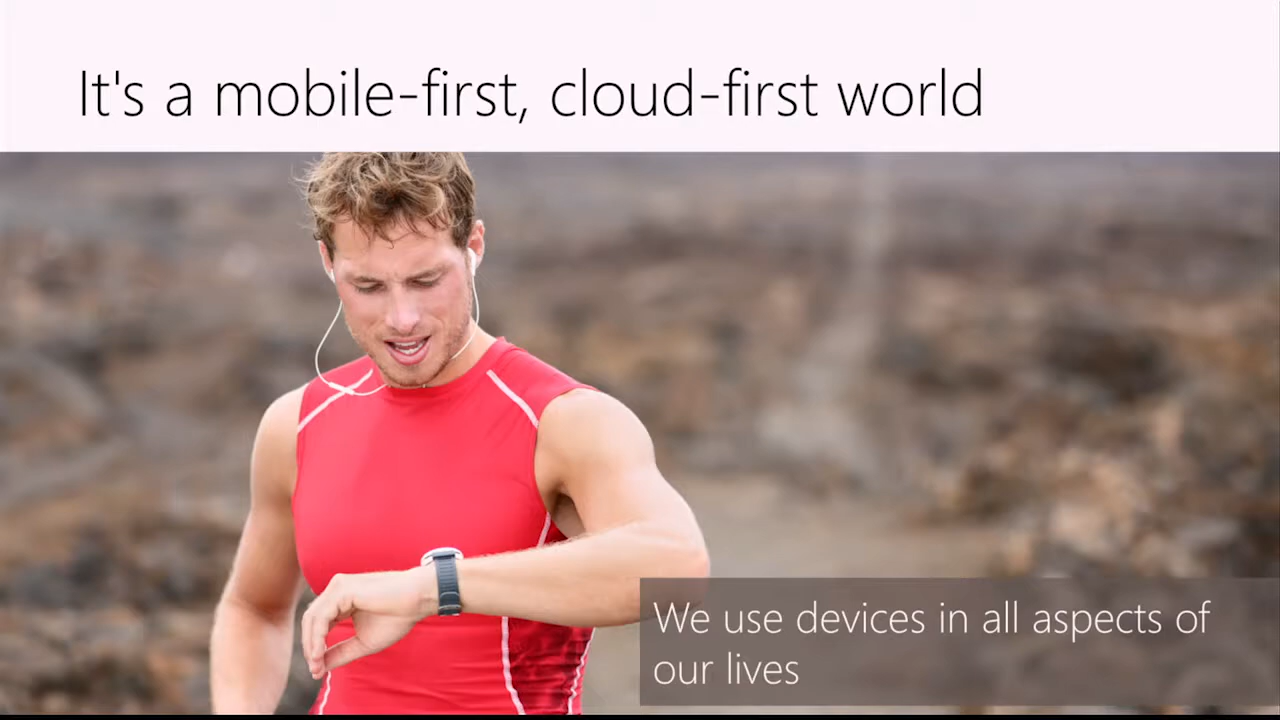 It's a mobile-first, cloud-first world
We use devices in all aspects of
our lives